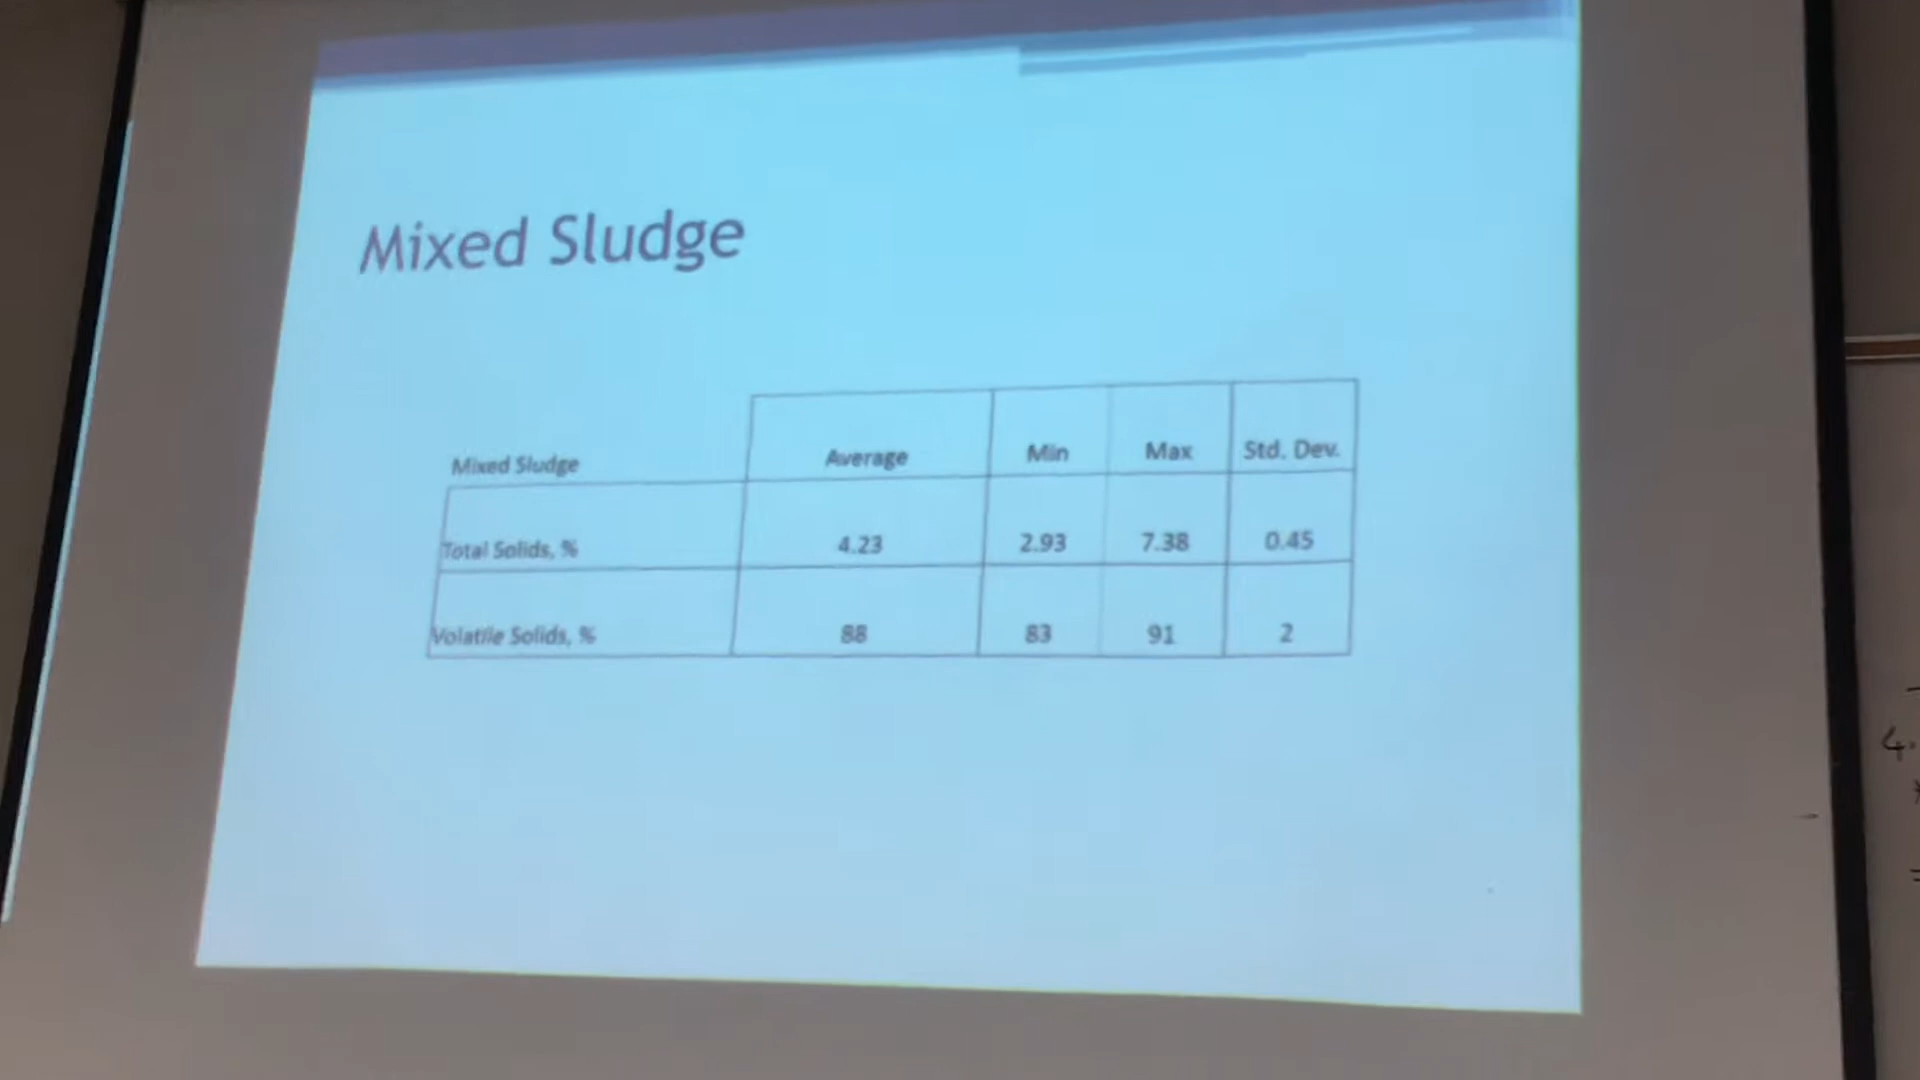 Mixed Sludge
Mixed Sludge Average Min Max Std. Dev.
Total Solids, % 4.23 2.93 7.38 0.45
Volatile Solids, % 88 83 91 2
4.